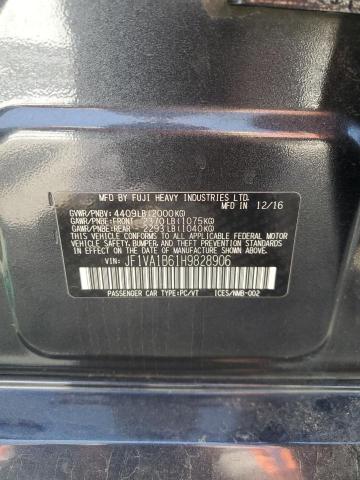 MFD BY FUJI HEAVY INDUSTRIES LTD.
MFD IN 12/16
GVWR/PNBV: 4409LB(2000KG)
GAWR/PNBE:FRONT- 2370LB(1075KG)
GAWR/PNBE:REAR - 2293LB(1040KG)
THIS VEHICLE CONFORMS TO ALL APPLICABLE FEDERAL MOTOR
VEHICLE SAFETY, BUMPER, AND THEFT PREVENTION STANDARDS
IN EFFECT ON THE DATE OF MANUFACTURE SHOWN ABOVE.
VIN: JF1VA1B61H9828906
PASSENGER CAR TYPE:PC/VT ICES/NMB-002